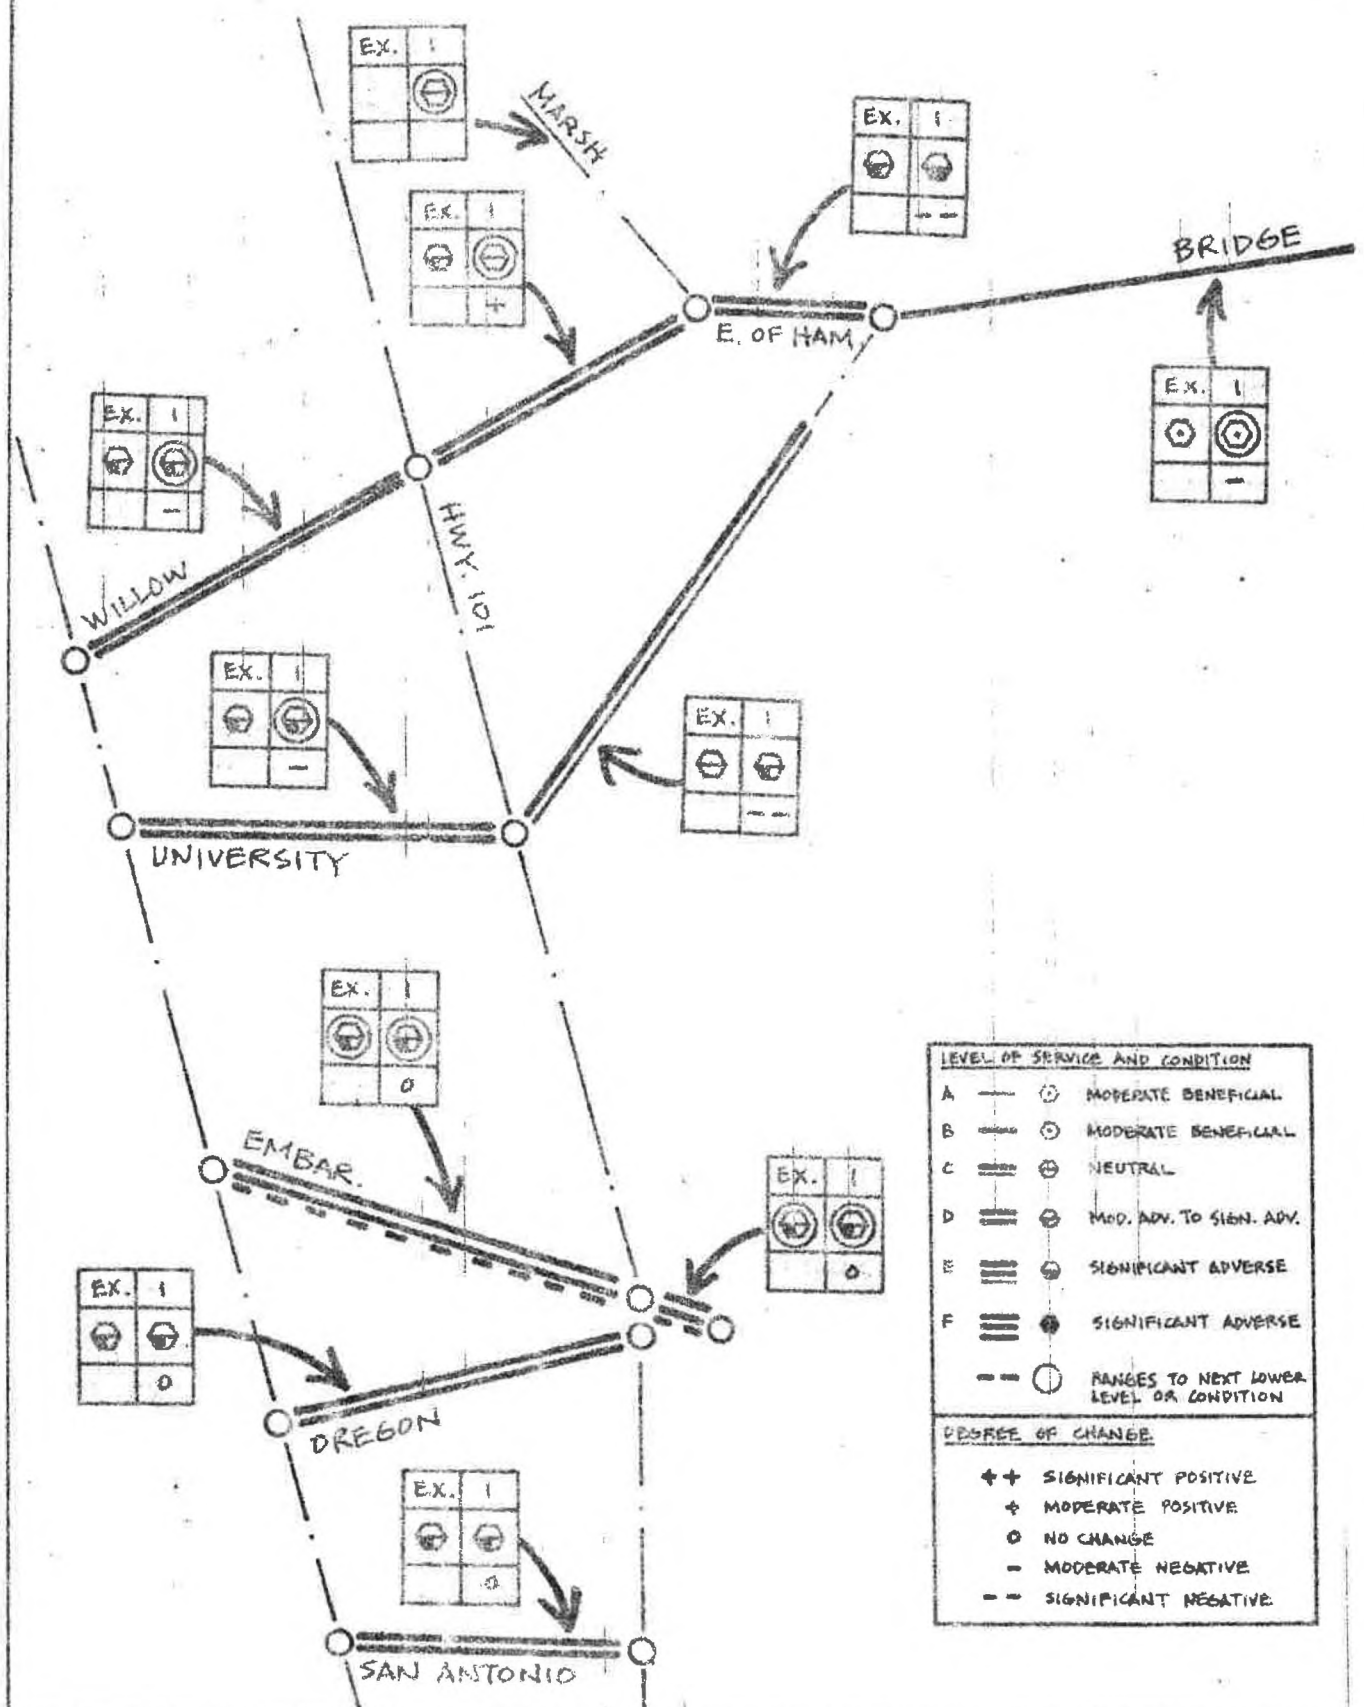 EX. 1
MARSH
EX. 1
EX. 1
+
- -
BRIDGE
E. OF HAM.
EX. 1
-
EX. 1
-
HWY. 101
WILLOW
EX. 1
-
EX. 1
- -
UNIVERSITY
EX. 1
0
EMBAR.
EX. 1
0
EX. 1
0
OREGON
EX. 1
0
SAN ANTONIO
LEVEL OF SERVICE AND CONDITION
A MODERATE BENEFICIAL
B MODERATE BENEFICIAL
C NEUTRAL
D MOD. ADV. TO SIGN. ADV.
E SIGNIFICANT ADVERSE
F SIGNIFICANT ADVERSE
RANGES TO NEXT LOWER
LEVEL OR CONDITION
DEGREE OF CHANGE
++ SIGNIFICANT POSITIVE
+ MODERATE POSITIVE
0 NO CHANGE
- MODERATE NEGATIVE
- - SIGNIFICANT NEGATIVE